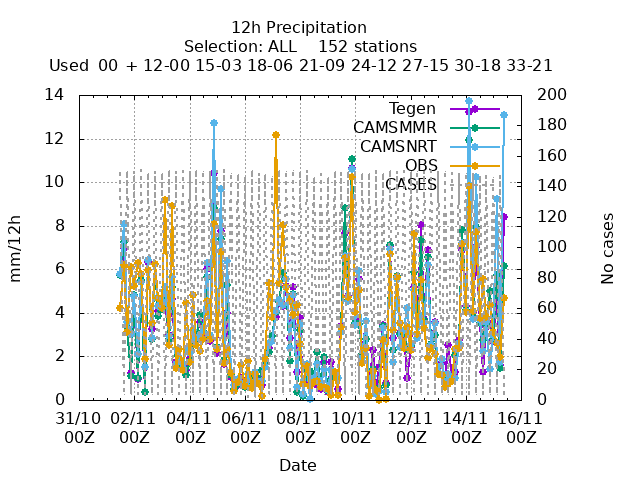 12h Precipitation
Selection: ALL 152 stations
Used 00 + 12-00 15-03 18-06 21-09 24-12 27-15 30-18 33-21
14
12
10
8
6
4
2
0
mm/12h
200
180
160
140
120
100
80
60
40
20
0
No cases
Tegen
CAMSMMR
CAMSNRT
OBS
CASES
31/10 02/11 04/11 06/11 08/11 10/11 12/11 14/11 16/11
00Z 00Z 00Z 00Z 00Z 00Z 00Z 00Z 00Z
Date